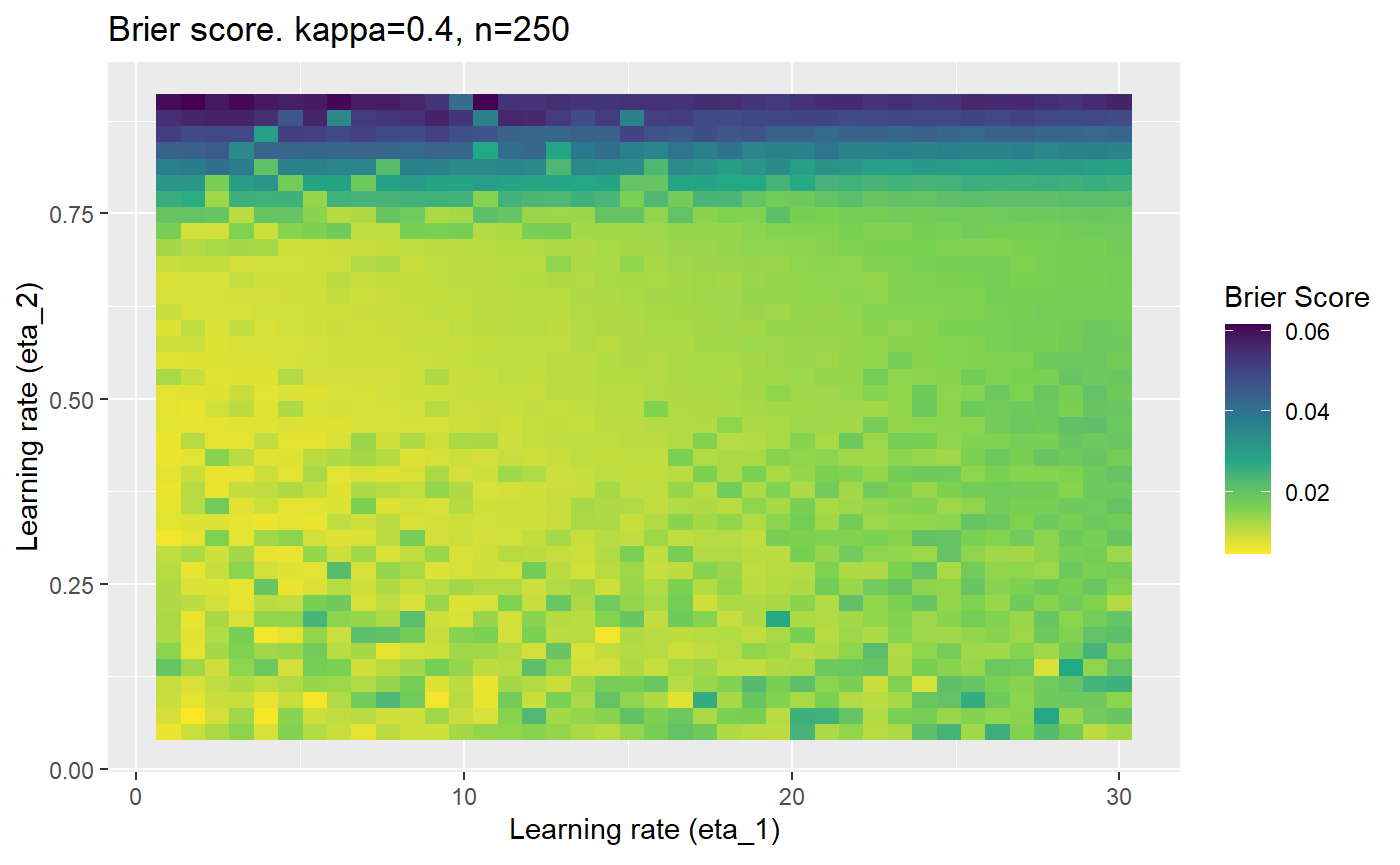 Brier score. kappa=0.4, n=250
Learning rate (eta_2)
0.75
0.50
0.25
0.00
0
10
20
30
Learning rate (eta_1)
Brier Score
0.06
0.04
0.02